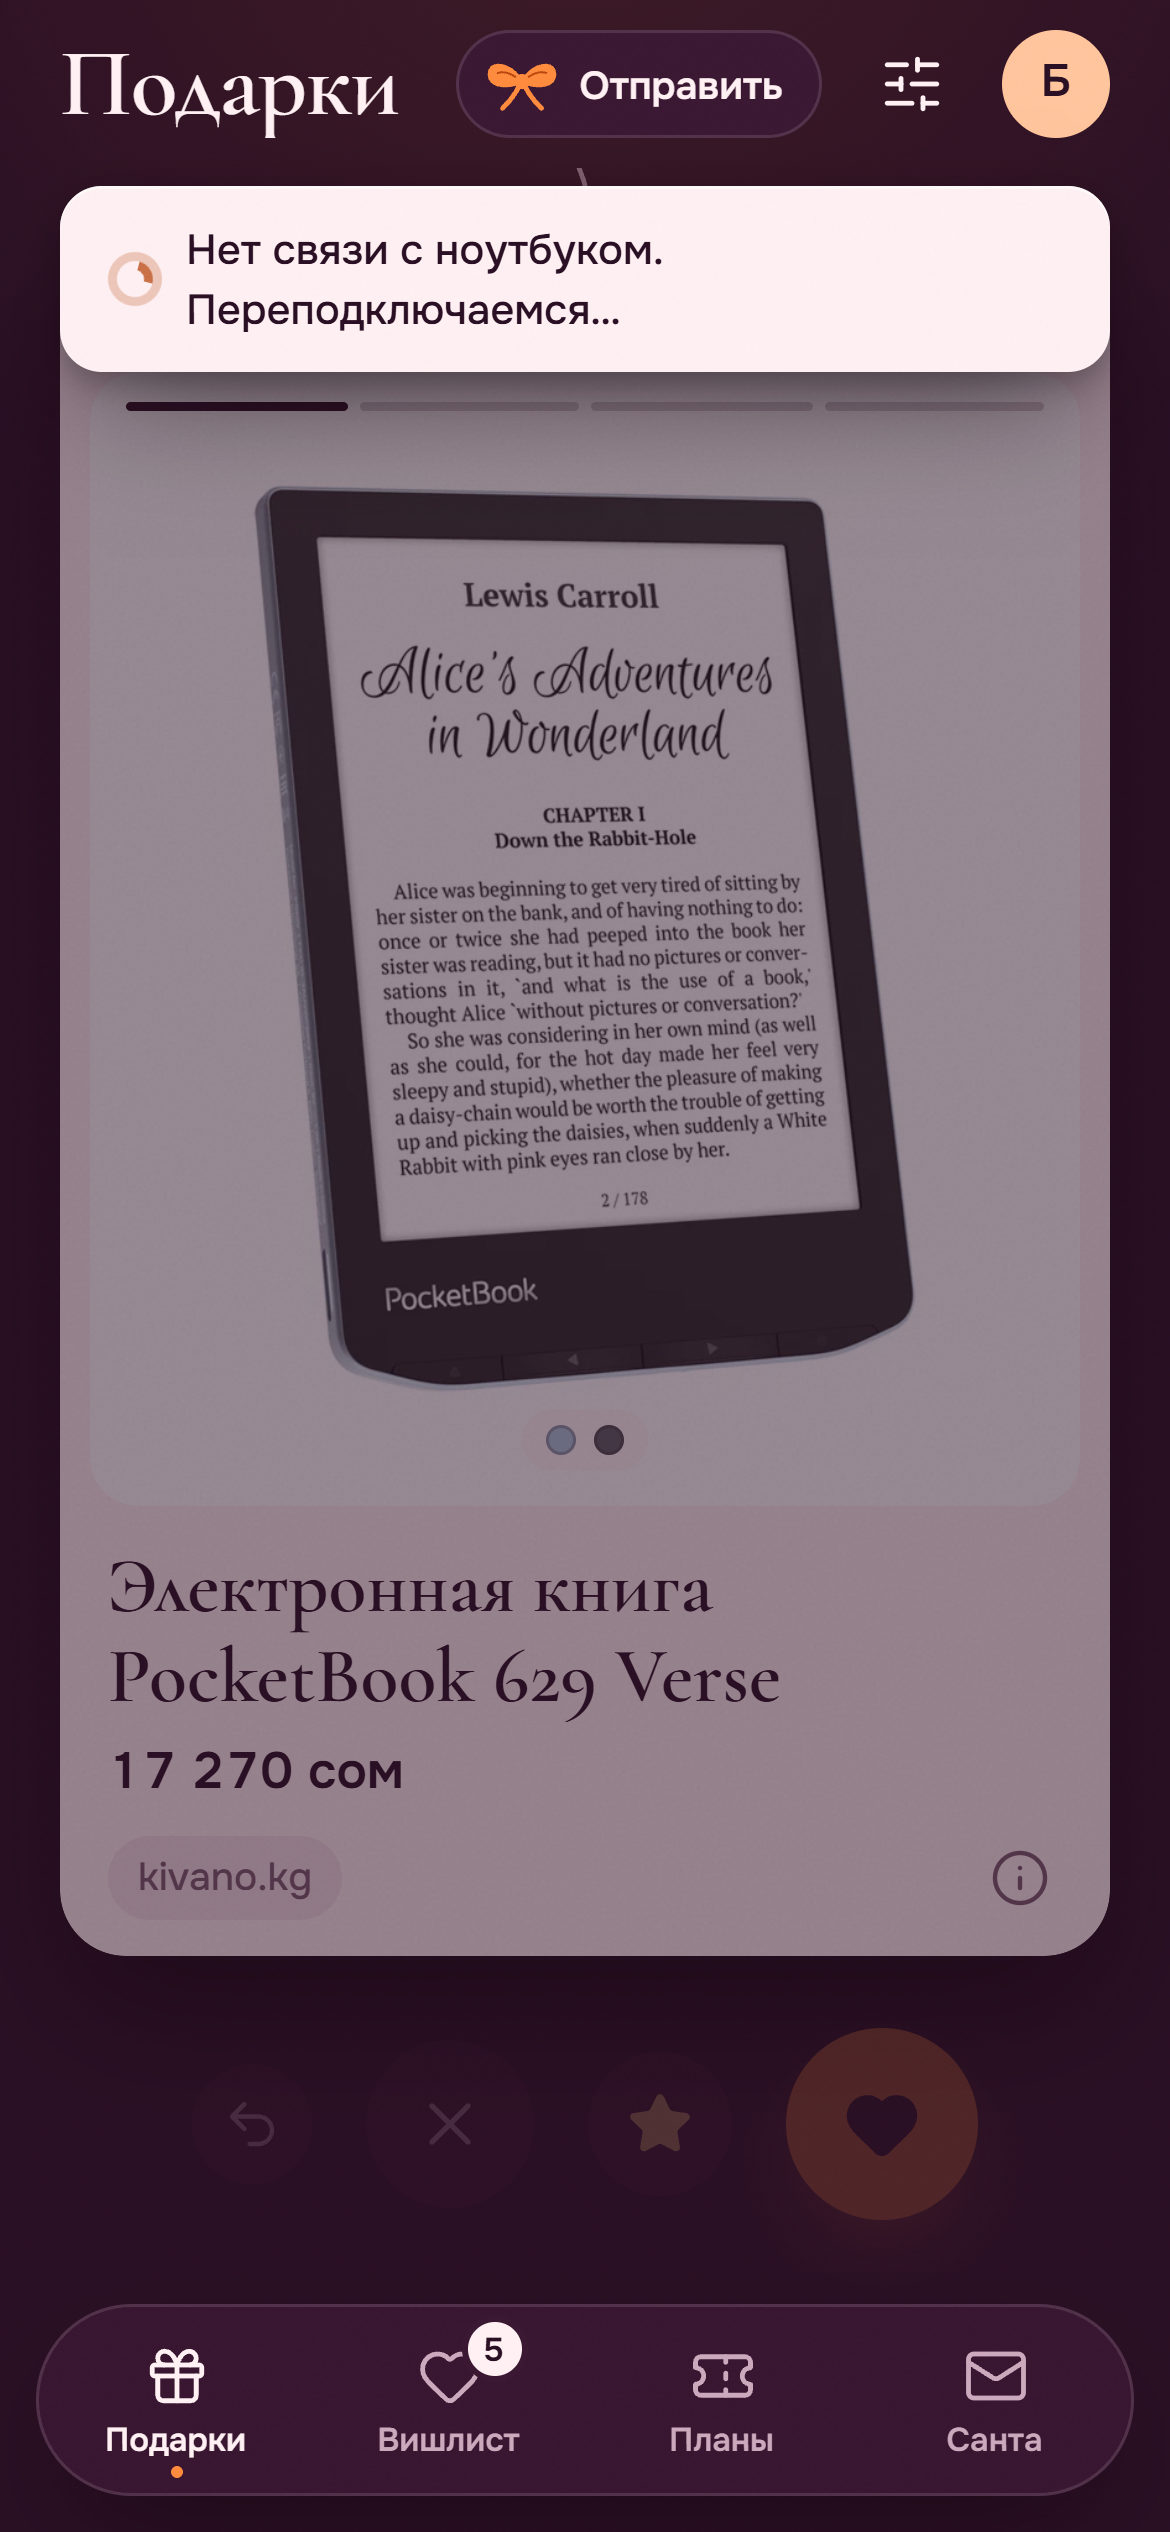 Подарки
Отправить
Б
Нет связи с ноутбуком.
Переподключаемся...
Lewis Carroll
Alice's Adventures
in Wonderland
CHAPTER I
Down the Rabbit-Hole
Alice was beginning to get very tired of sitting by
her sister on the bank, and of having nothing to do:
once or twice she had peeped into the book her
sister was reading, but it had no pictures or conver-
sations in it, `and what is the use of a book,'
thought Alice `without pictures or conversation?'
So she was considering in her own mind (as well
as she could, for the hot day made her feel very
sleepy and stupid), whether the pleasure of making
a daisy-chain would be worth the trouble of getting
up and picking the daisies, when suddenly a White
Rabbit with pink eyes ran close by her.
2 / 178
PocketBook
Электронная книга
PocketBook 629 Verse
17 270 сом
kivano.kg
5
Подарки
Вишлист
Планы
Санта